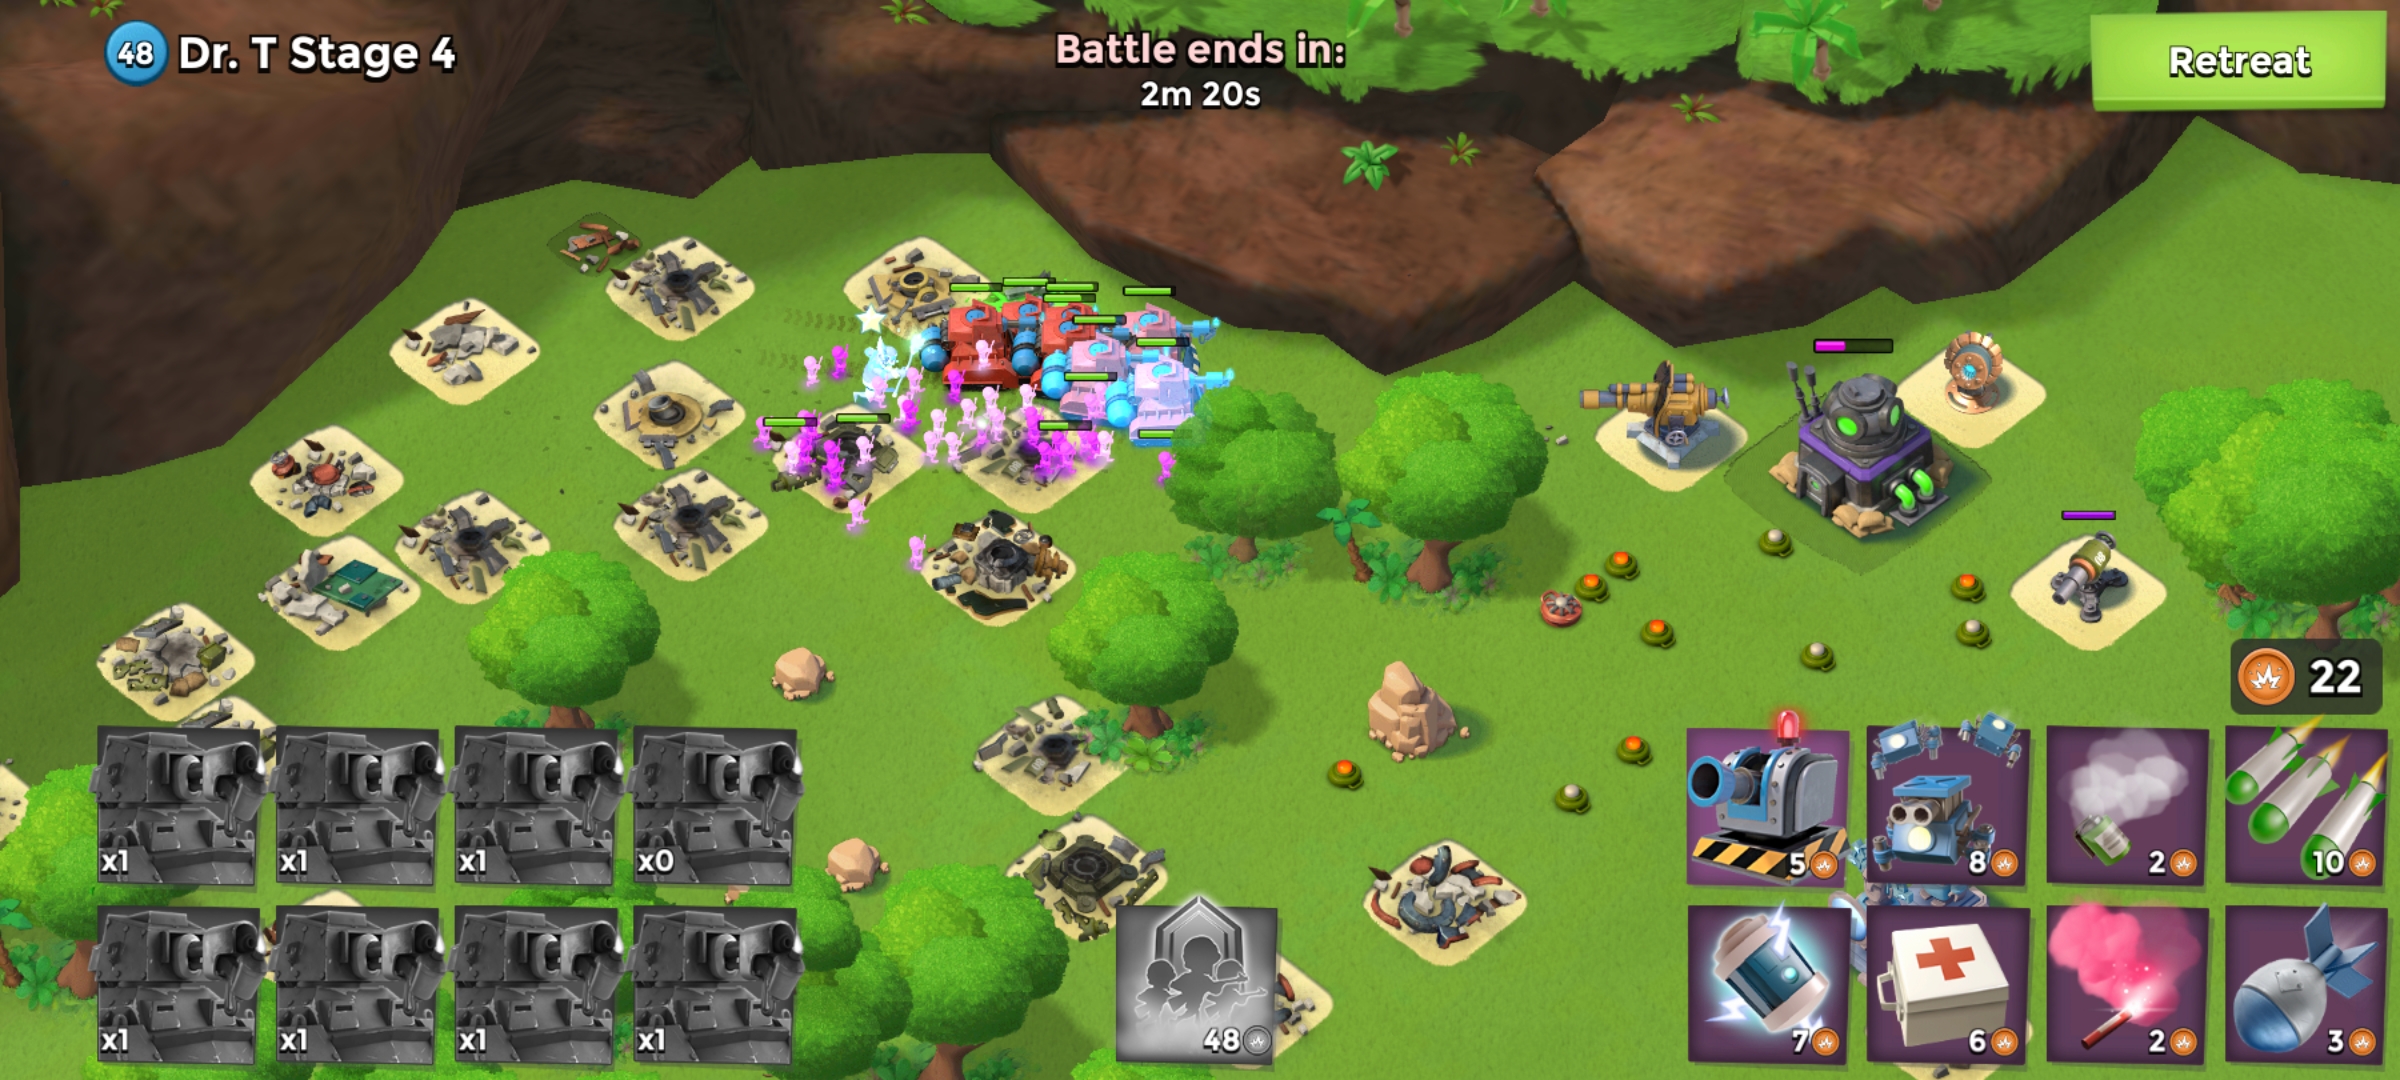 48 Dr. T Stage 4
Battle ends in:
2m 20s
Retreat
22
x1 x1 x1 x0
5 8 2 10
x1 x1 x1 x1
48
7 6 2 3